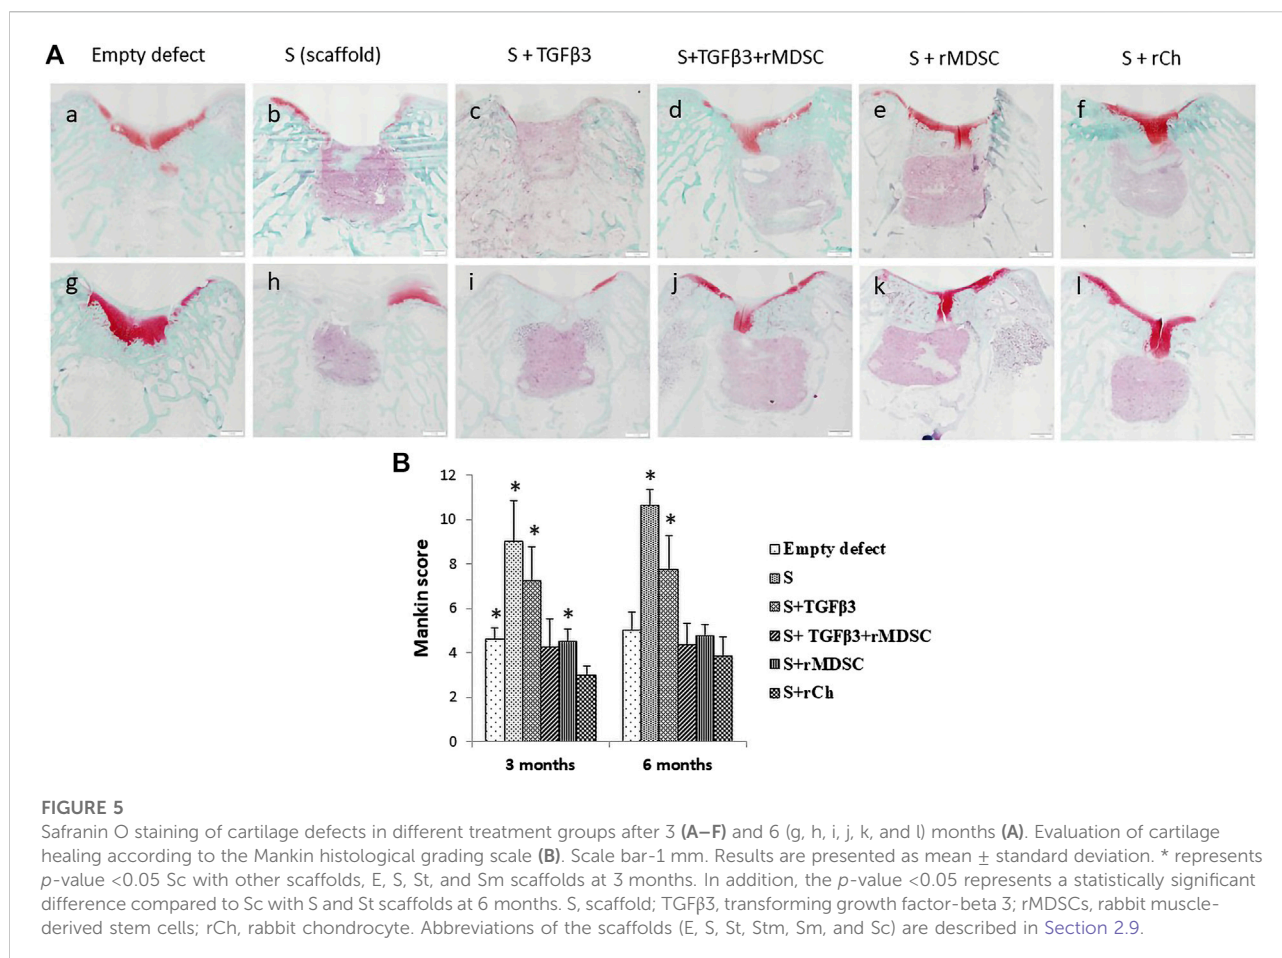 A
Empty defect
S (scaffold)
S + TGFβ3
S+TGFβ3+rMDSC
S + rMDSC
S + rCh
a
b
c
d
e
f
g
h
i
j
k
l
B
Mankin score
12
10
8
6
4
2
0
*
*
*
*
*
*
3 months
6 months
Empty defect
S
S+TGFβ3
S+ TGFβ3+rMDSC
S+rMDSC
S+rCh
FIGURE 5
Safranin O staining of cartilage defects in different treatment groups after 3 (A–F) and 6 (g, h, i, j, k, and l) months (A). Evaluation of cartilage
healing according to the Mankin histological grading scale (B). Scale bar-1 mm. Results are presented as mean ± standard deviation. * represents
p-value <0.05 Sc with other scaffolds, E, S, St, and Sm scaffolds at 3 months. In addition, the p-value <0.05 represents a statistically significant
difference compared to Sc with S and St scaffolds at 6 months. S, scaffold; TGFβ3, transforming growth factor-beta 3; rMDSCs, rabbit muscle-
derived stem cells; rCh, rabbit chondrocyte. Abbreviations of the scaffolds (E, S, St, Stm, Sm, and Sc) are described in Section 2.9.